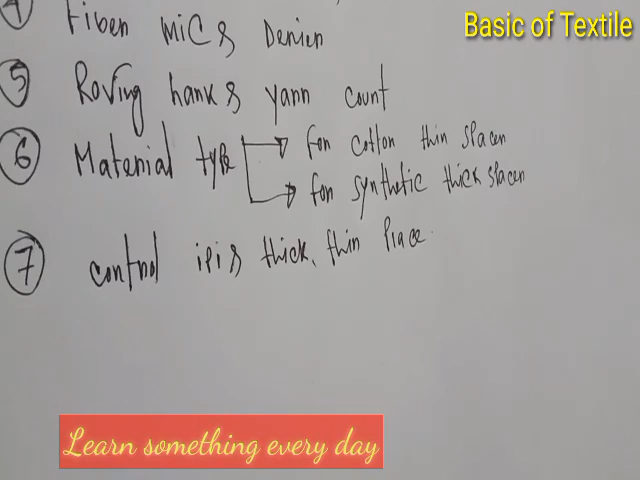 Basic of Textile
4 Fiber MIC & Denier
5 Roving hank & yarn count
6 Material type → for cotton thin spacer
→ for synthetic thick spacer
7 control IPI & thick, thin place.
Learn something every day